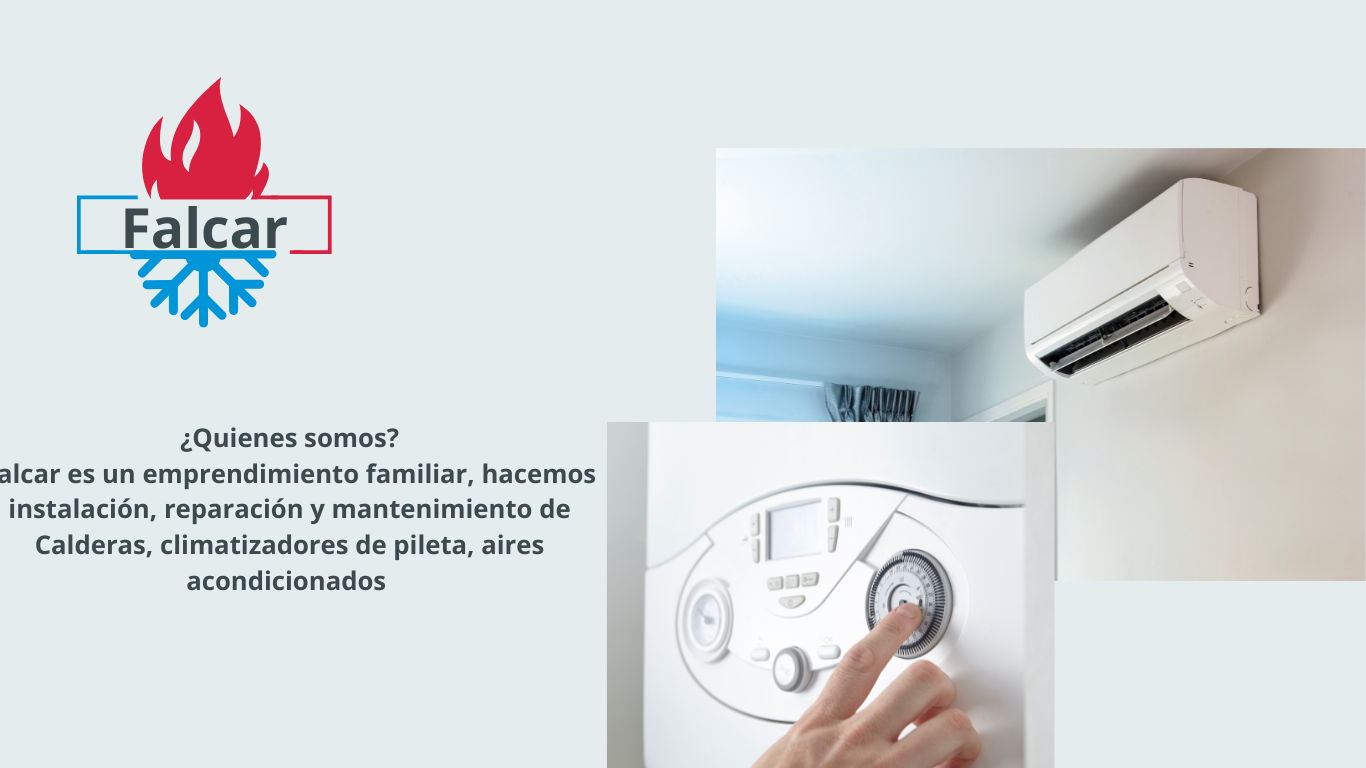 Falcar
¿Quienes somos?
alcar es un emprendimiento familiar, hacemos
instalación, reparación y mantenimiento de
Calderas, climatizadores de pileta, aires
acondicionados